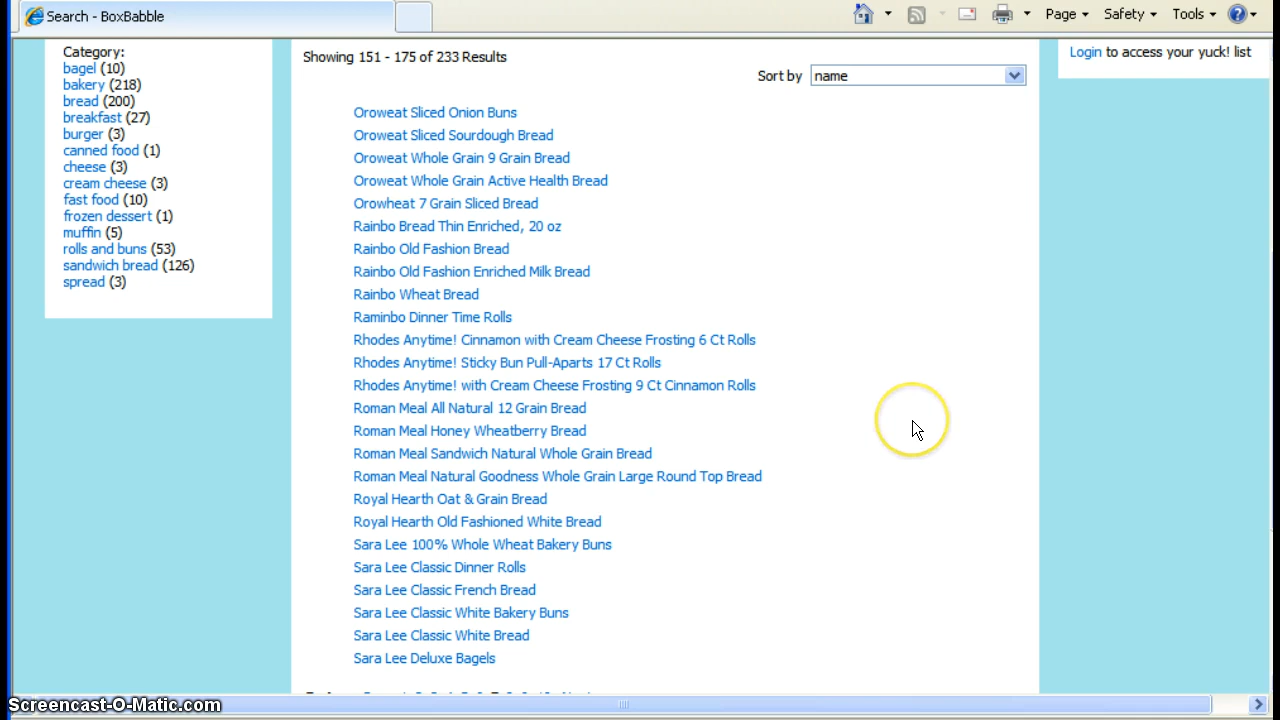 Search - BoxBabble
Page Safety Tools
Category:
bagel (10)
bakery (218)
bread (200)
breakfast (27)
burger (3)
canned food (1)
cheese (3)
cream cheese (3)
fast food (10)
frozen dessert (1)
muffin (5)
rolls and buns (53)
sandwich bread (126)
spread (3)
Showing 151 - 175 of 233 Results
Sort by name
Oroweat Sliced Onion Buns
Oroweat Sliced Sourdough Bread
Oroweat Whole Grain 9 Grain Bread
Oroweat Whole Grain Active Health Bread
Orowheat 7 Grain Sliced Bread
Rainbo Bread Thin Enriched, 20 oz
Rainbo Old Fashion Bread
Rainbo Old Fashion Enriched Milk Bread
Rainbo Wheat Bread
Raminbo Dinner Time Rolls
Rhodes Anytime! Cinnamon with Cream Cheese Frosting 6 Ct Rolls
Rhodes Anytime! Sticky Bun Pull-Aparts 17 Ct Rolls
Rhodes Anytime! with Cream Cheese Frosting 9 Ct Cinnamon Rolls
Roman Meal All Natural 12 Grain Bread
Roman Meal Honey Wheatberry Bread
Roman Meal Sandwich Natural Whole Grain Bread
Roman Meal Natural Goodness Whole Grain Large Round Top Bread
Royal Hearth Oat & Grain Bread
Royal Hearth Old Fashioned White Bread
Sara Lee 100% Whole Wheat Bakery Buns
Sara Lee Classic Dinner Rolls
Sara Lee Classic French Bread
Sara Lee Classic White Bakery Buns
Sara Lee Classic White Bread
Sara Lee Deluxe Bagels
Login to access your yuck! list
Screencast-O-Matic.com